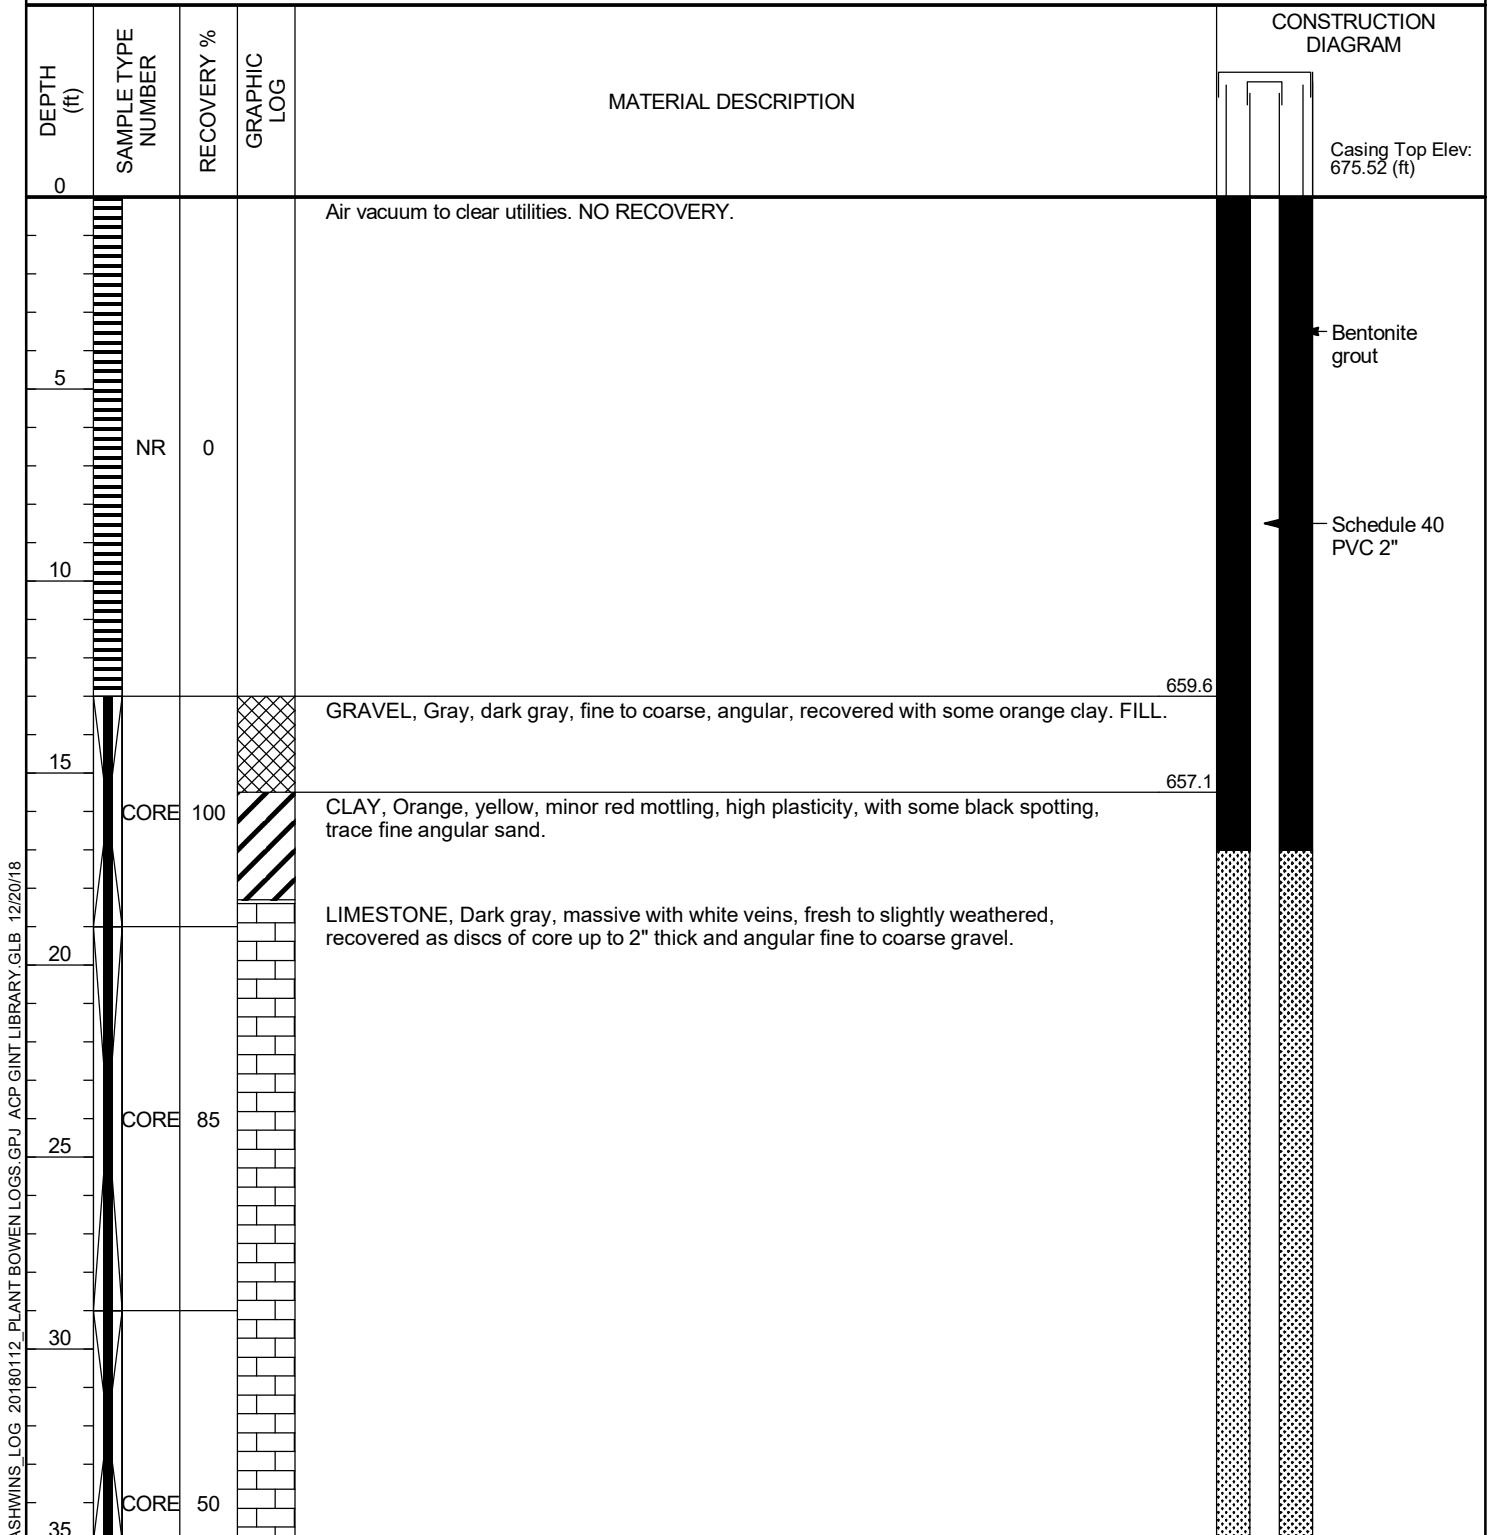 DEPTH
(ft)
SAMPLE TYPE
NUMBER
RECOVERY %
GRAPHIC
LOG
MATERIAL DESCRIPTION
CONSTRUCTION
DIAGRAM
Casing Top Elev:
675.52 (ft)
0
Air vacuum to clear utilities. NO RECOVERY.
Bentonite
grout
5
NR 0
Schedule 40
PVC 2"
10
659.6
GRAVEL, Gray, dark gray, fine to coarse, angular, recovered with some orange clay. FILL.
15
657.1
CORE 100
CLAY, Orange, yellow, minor red mottling, high plasticity, with some black spotting,
trace fine angular sand.
LIMESTONE, Dark gray, massive with white veins, fresh to slightly weathered,
recovered as discs of core up to 2" thick and angular fine to coarse gravel.
20
CORE 85
25
30
CORE 50
35
ASHWINS_LOG 20180112_PLANT BOWEN LOGS.GPJ ACP GINT LIBRARY.GLB 12/20/18